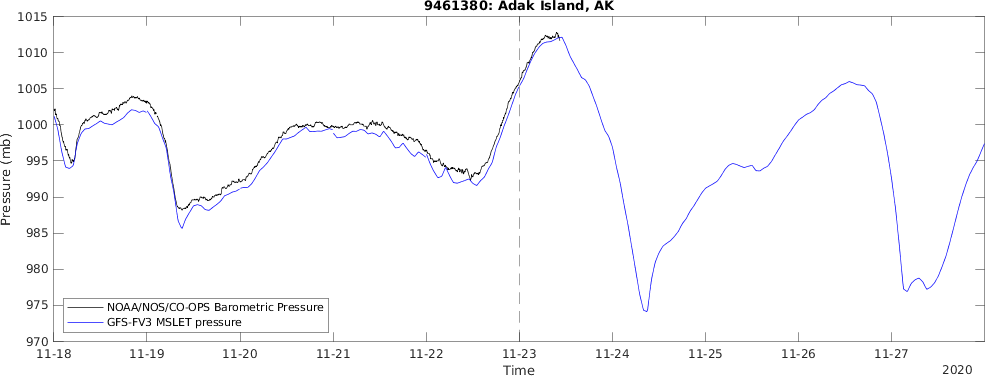 9461380: Adak Island, AK
Pressure (mb)
1015
1010
1005
1000
995
990
985
980
975
970
NOAA/NOS/CO-OPS Barometric Pressure
GFS-FV3 MSLET pressure
11-18 11-19 11-20 11-21 11-22 11-23 11-24 11-25 11-26 11-27
Time
2020